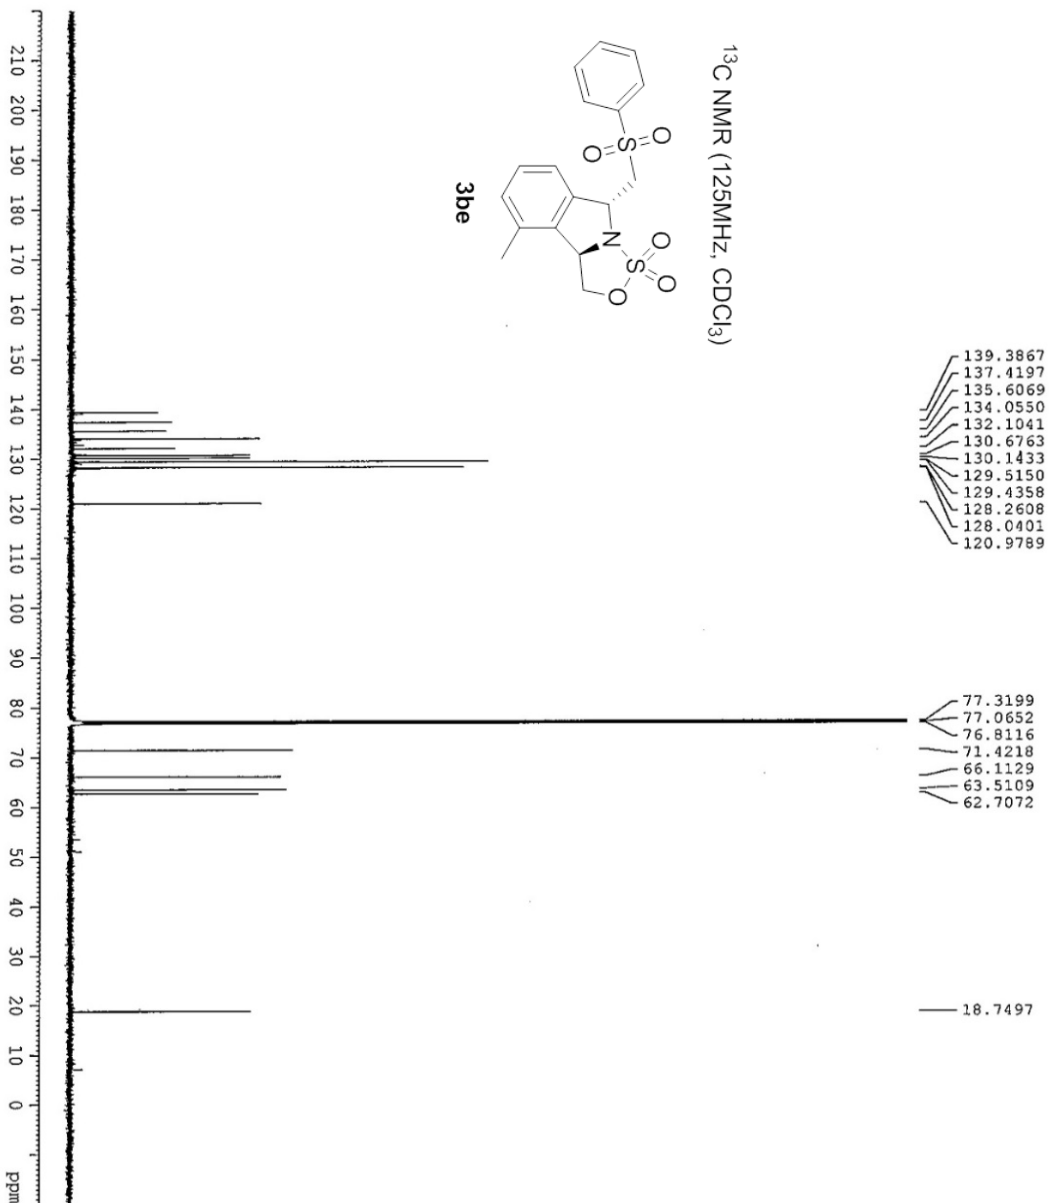 ¹³C NMR (125MHz, CDCl₃)
O
S
O
N
O
S
O
O
3be
139.3867
137.4197
135.6069
134.0550
132.1041
130.6763
130.1433
129.5150
129.4358
128.2608
128.0401
120.9789
77.3199
77.0652
76.8116
71.4218
66.1129
63.5109
62.7072
18.7497
210 200 190 180 170 160 150 140 130 120 110 100 90 80 70 60 50 40 30 20 10 0 ppm